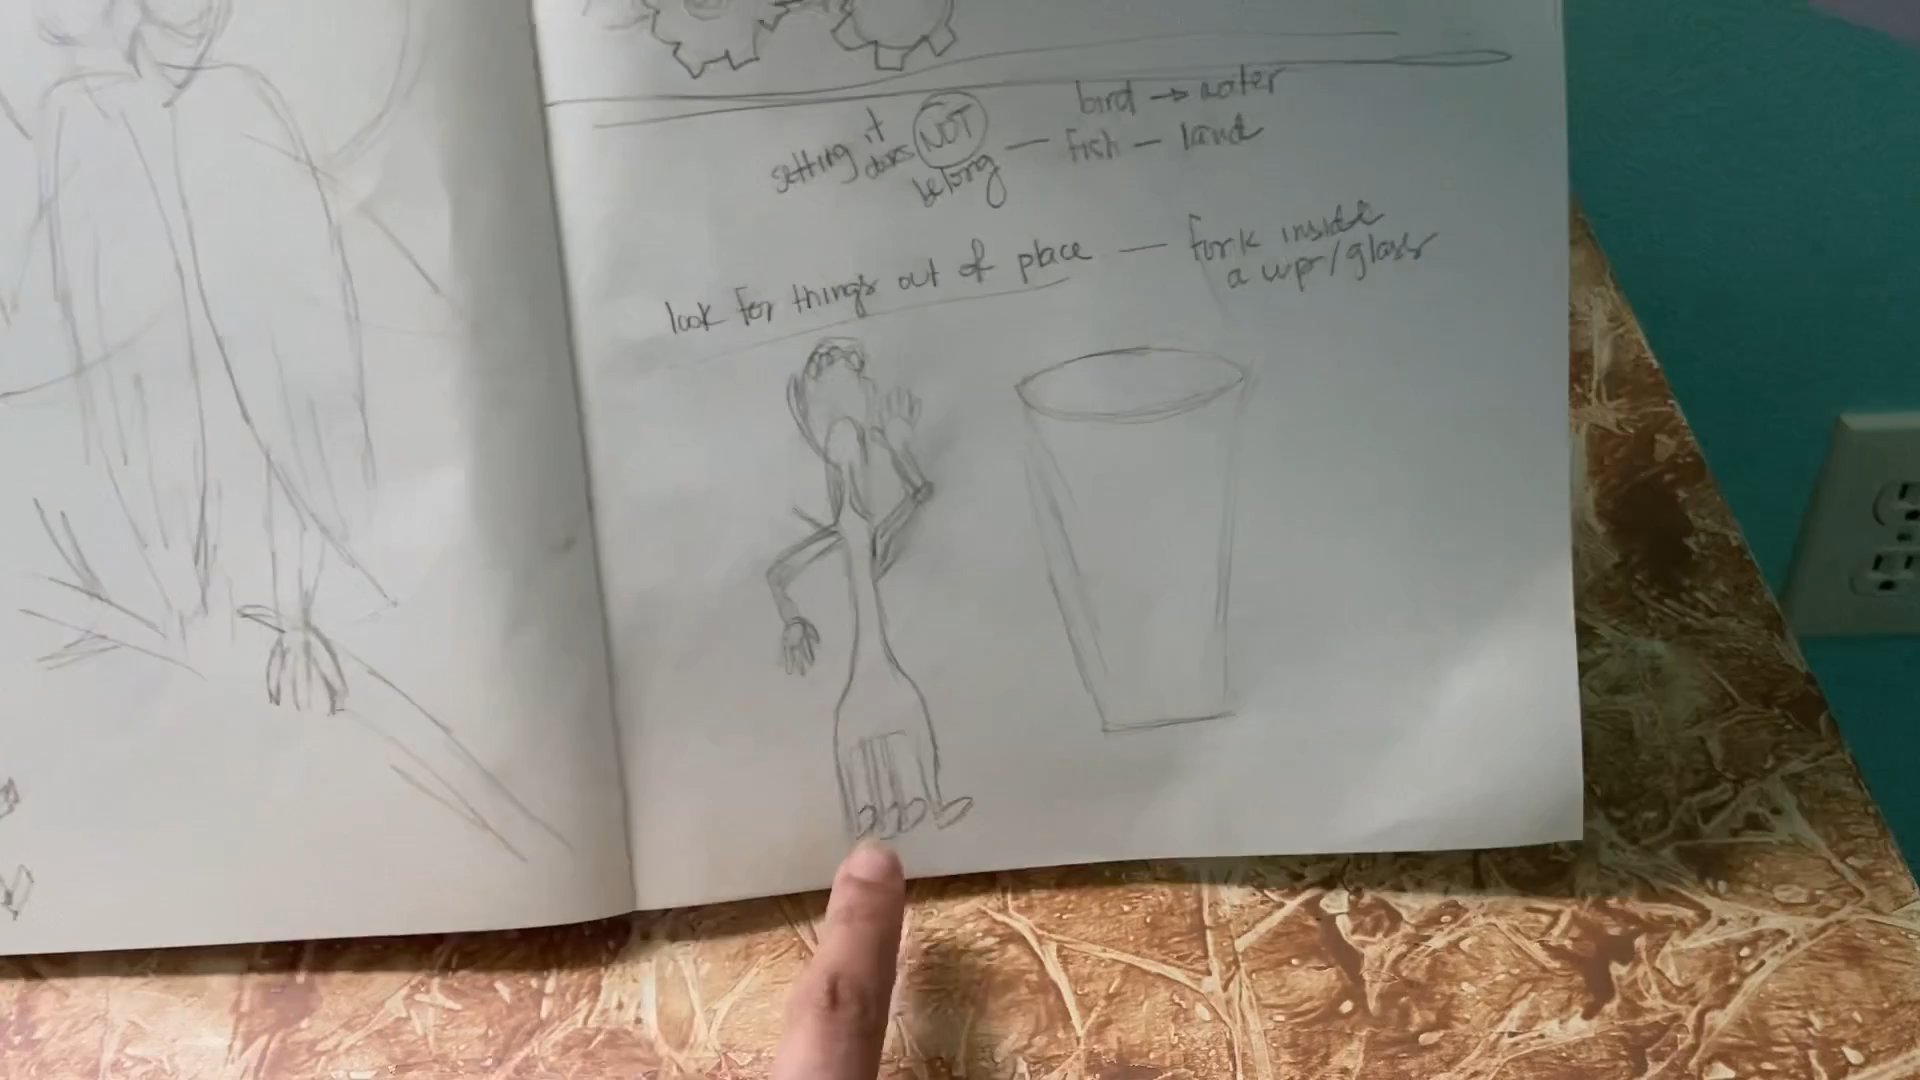 setting it does NOT belong — bird → water
fish — land
look for things out of place — fork inside
a cup/glass